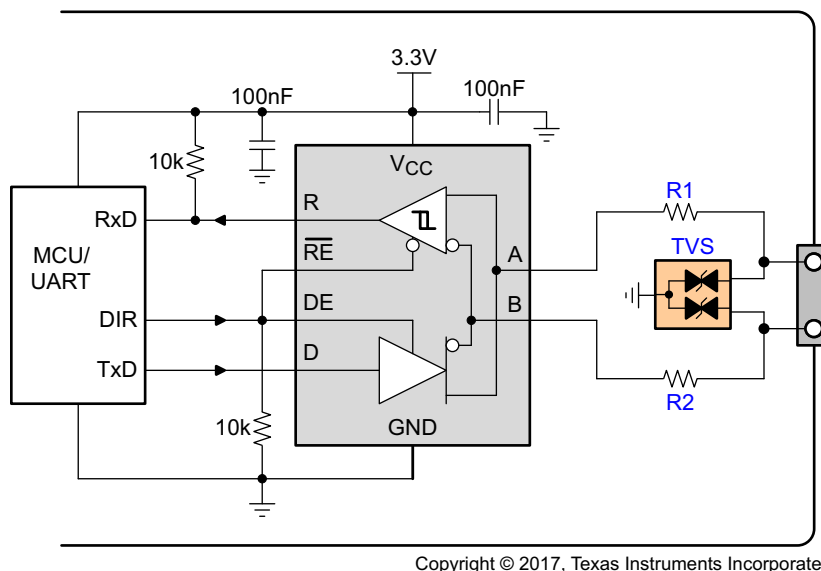 3.3V
100nF
100nF
10k
VCC
R1
RxD
R
TVS
MCU/
UART
RE
A
B
DIR
DE
TxD
D
R2
10k
GND
Copyright © 2017, Texas Instruments Incorporate